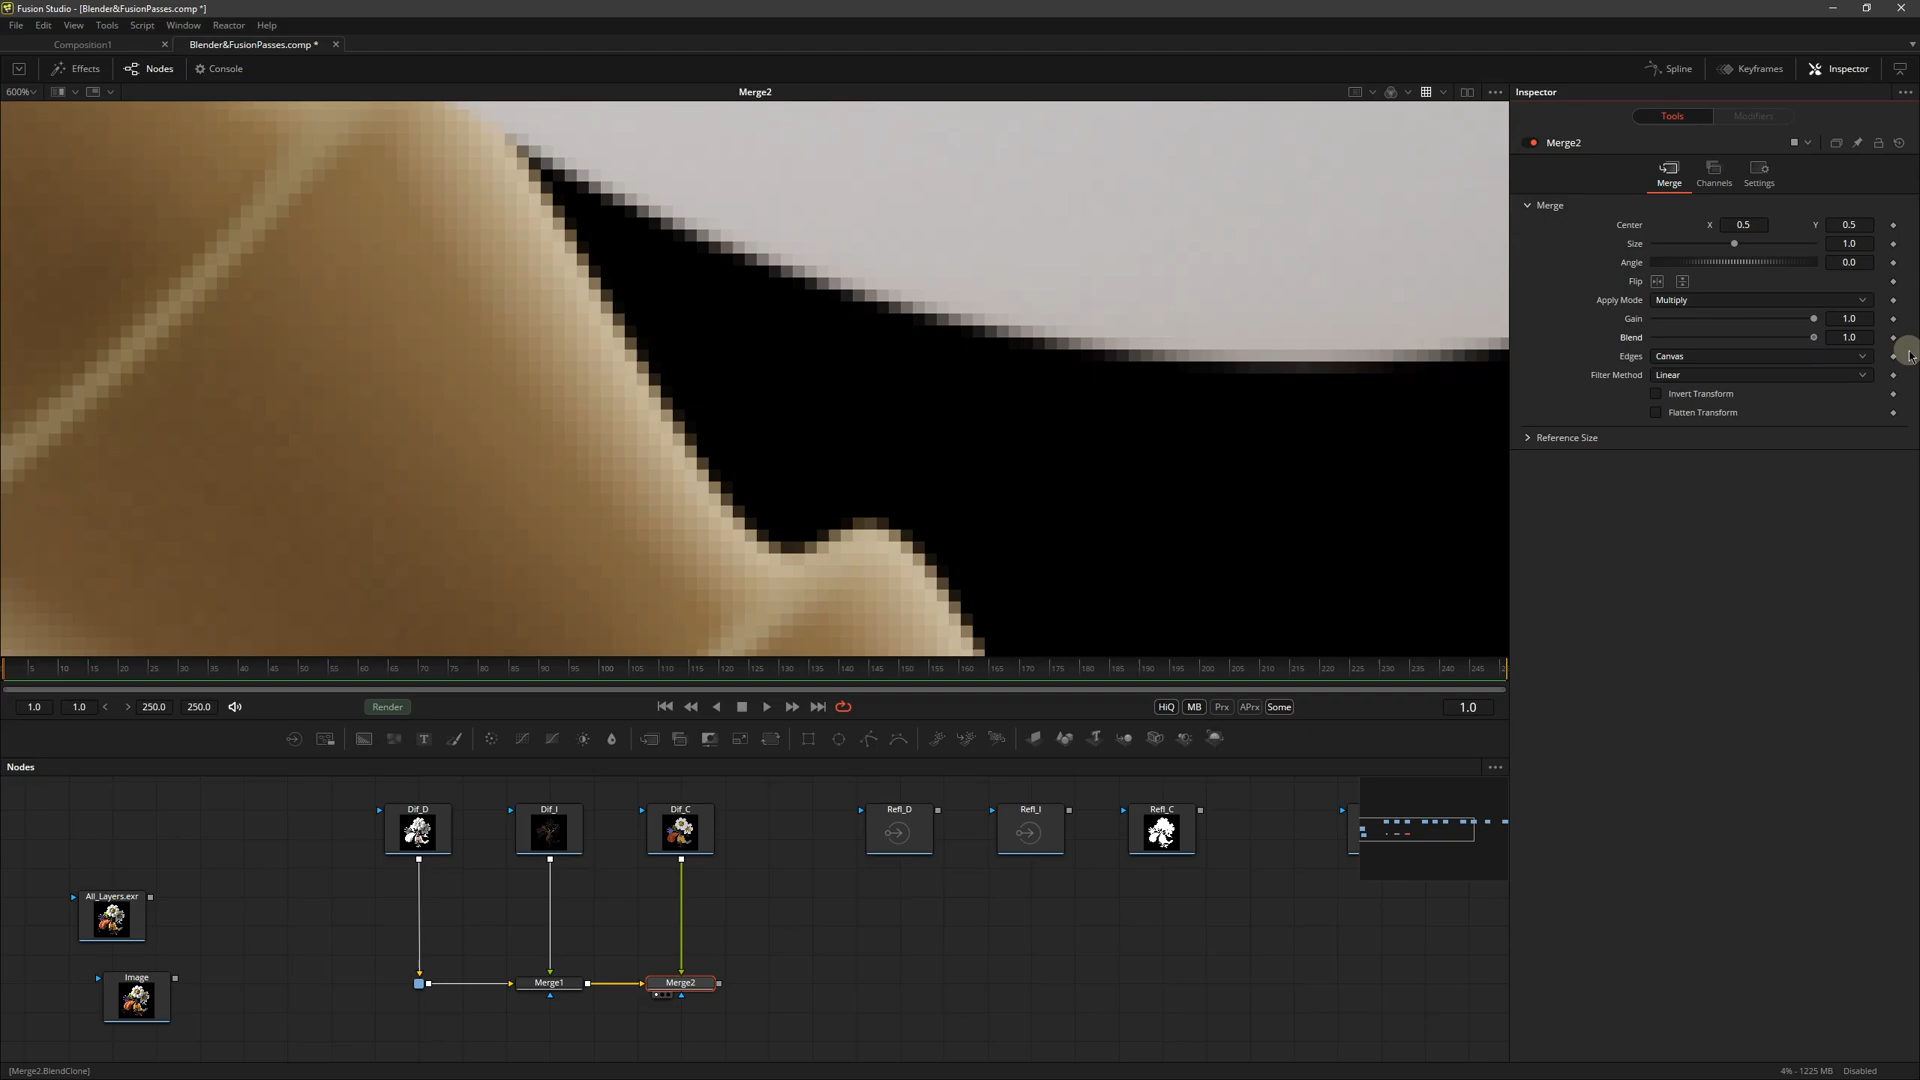 Fusion Studio - [Blender&FusionPasses.comp *]
File Edit View Tools Script Window Reactor Help
Composition1 Blender&FusionPasses.comp *
Effects Nodes Console Spline Keyframes Inspector
600% Merge2 Inspector
Tools Modifiers
Merge2
Merge Channels Settings
Merge
Center X 0.5 Y 0.5
Size 1.0
Angle 0.0
Flip
Apply Mode Multiply
Gain 1.0
Blend 1.0
Edges Canvas
Filter Method Linear
Invert Transform
Flatten Transform
Reference Size
5 10 15 20 25 30 35 40 45 50 55 60 65 70 75 80 85 90 95 100 105 110 115 120 125 130 135 140 145 150 155 160 165 170 175 180 185 190 195 200 205 210 215 220 225 230 235 240 245
1.0 1.0 250.0 250.0 Render HiQ MB Prx APrx Some 1.0
Nodes
Dif_D Dif_I Dif_C Refl_D Refl_I Refl_C
All_Layers.exr
Image Merge1 Merge2
[Merge2.BlendClone] 4% - 1225 MB Disabled